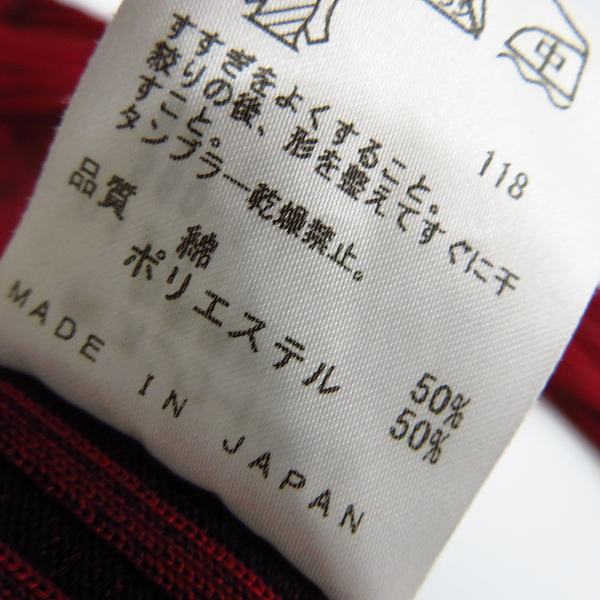 中
118
すすぎをよくすること。
絞りの後、形を整えてすぐに干
すこと。
タンブラー乾燥禁止。
品質 綿 50%
ポリエステル 50%
MADE IN JAPAN